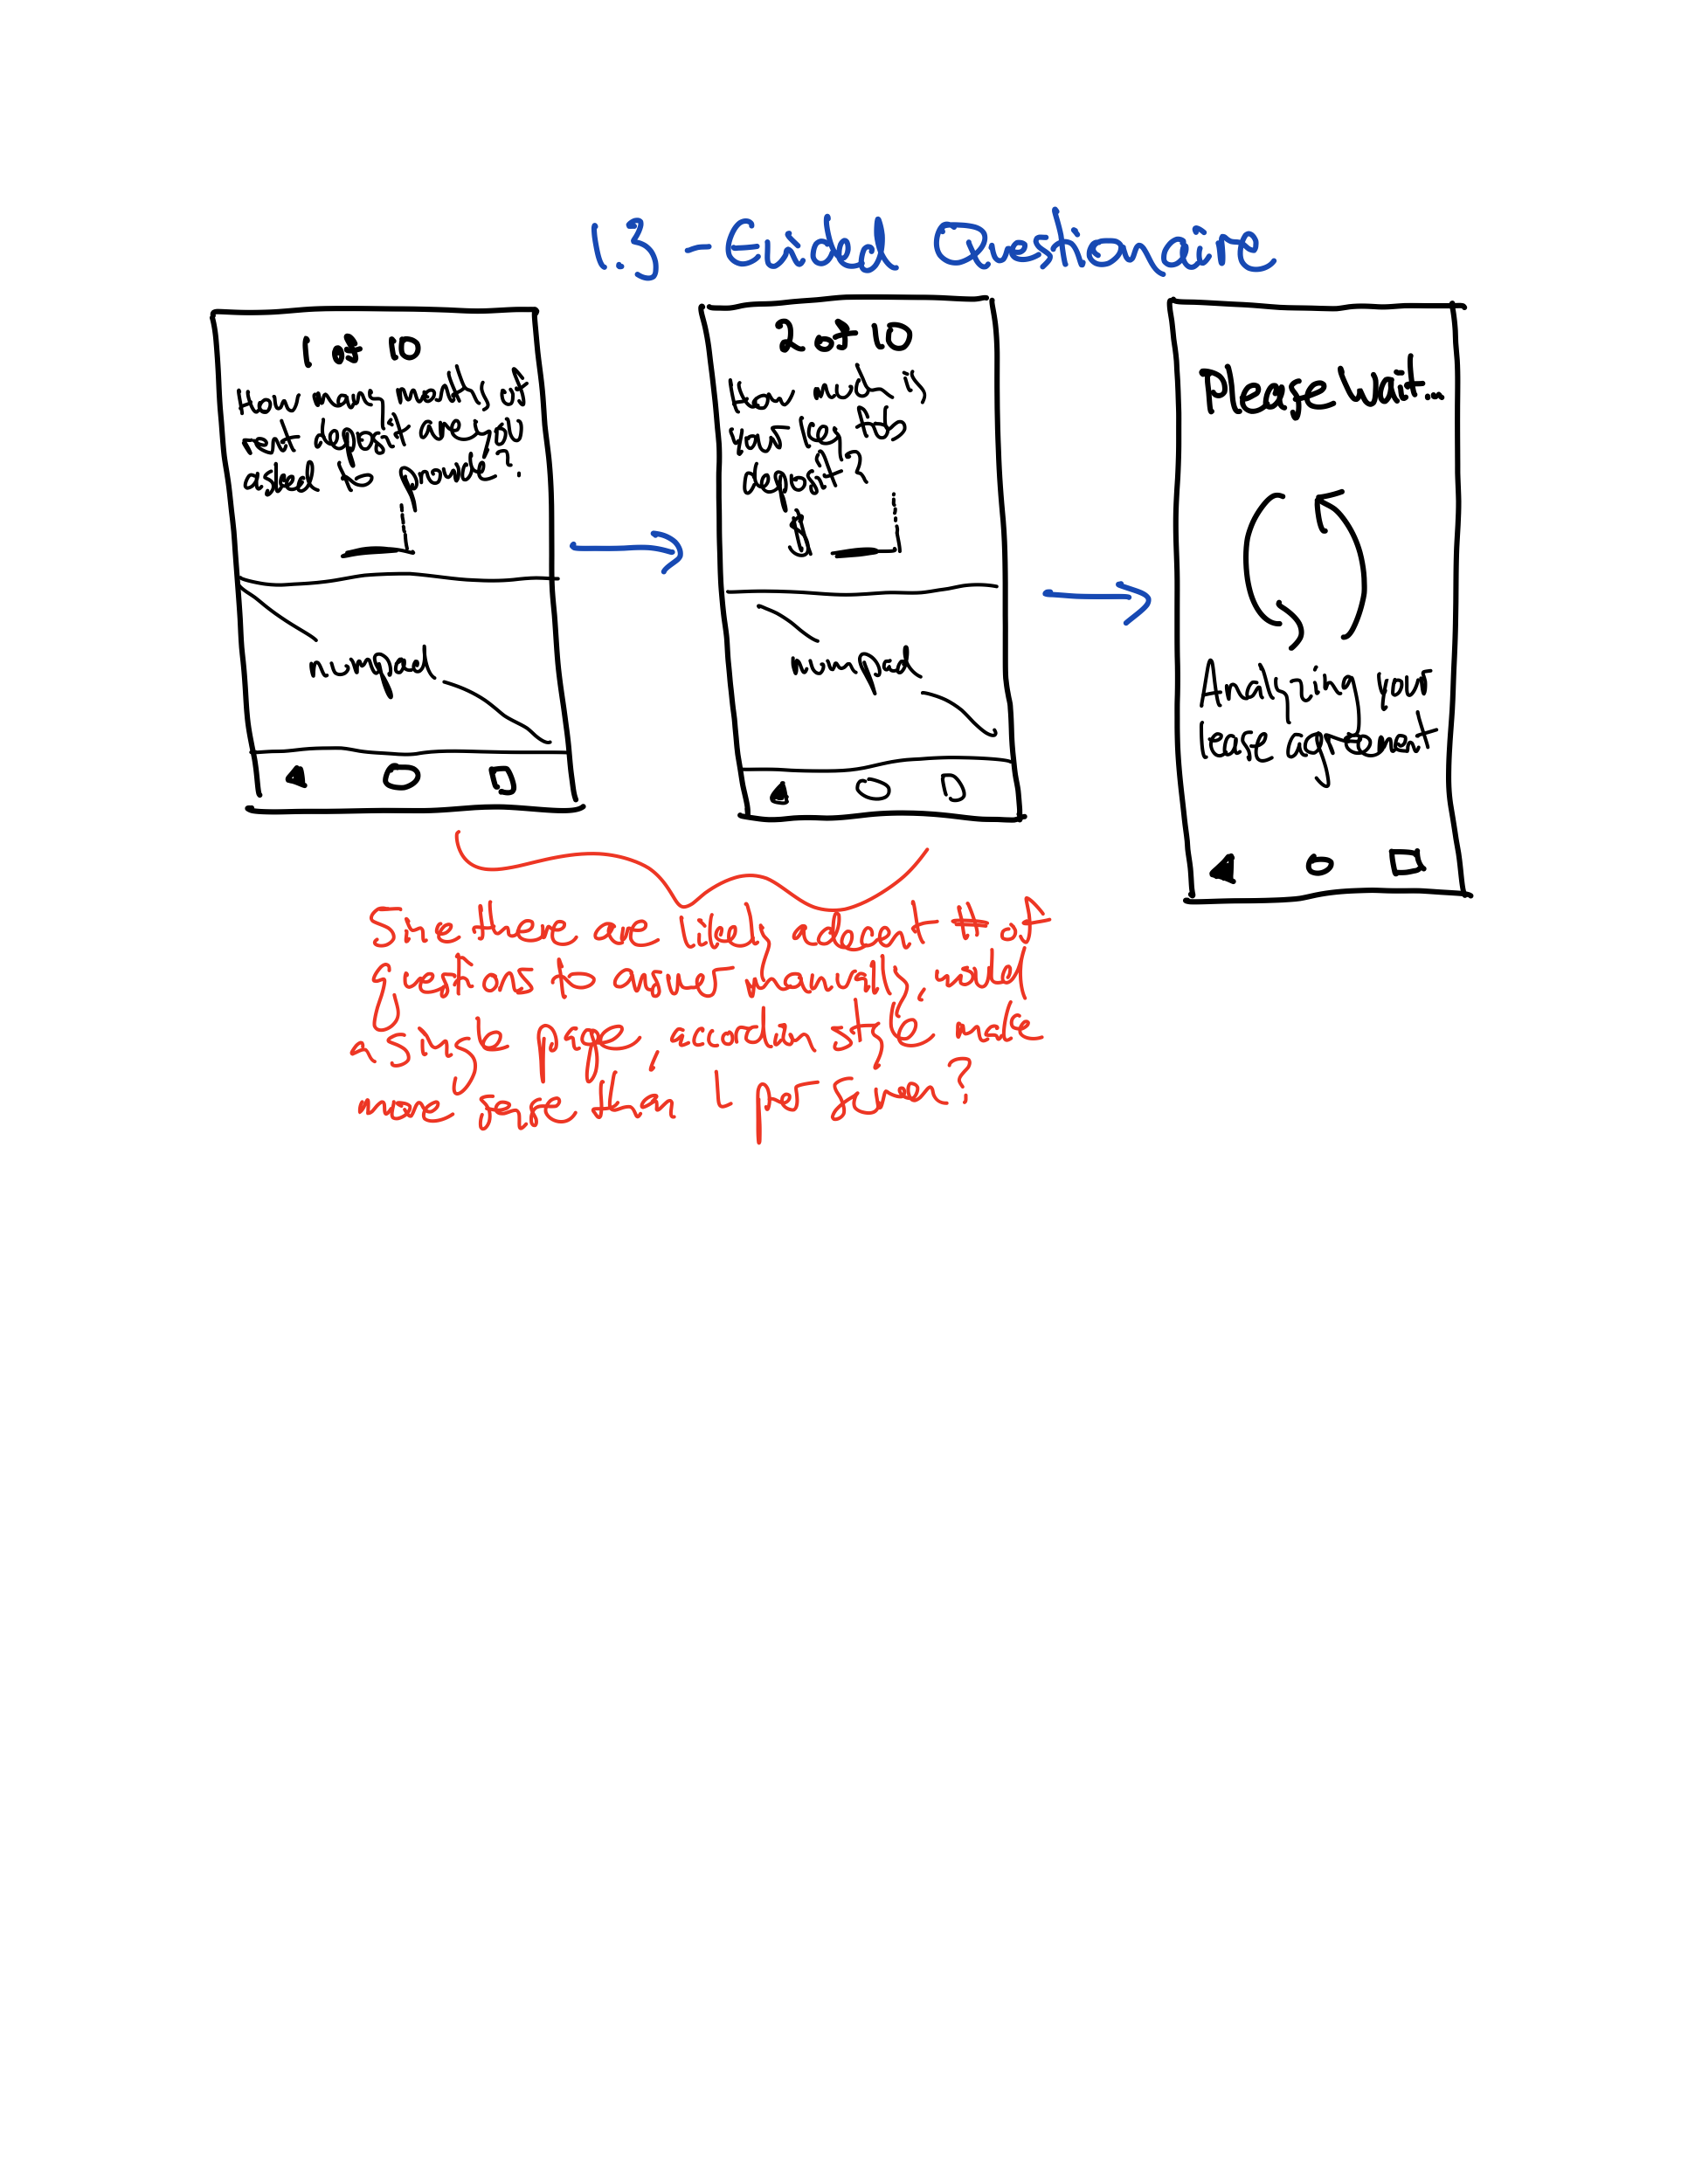 1.3 - Guided Questionaire
1 of 10
How many months of
rent deposit are you
asked to provide?
numpad
2 of 10
How much is
your key fob
deposit?
$
numpad
Please wait...
Analyzing your
lease agreement
Since there are likely a decent # of
questions to answer manually, would
a single page, accordion style make
more sense than 1 per screen?